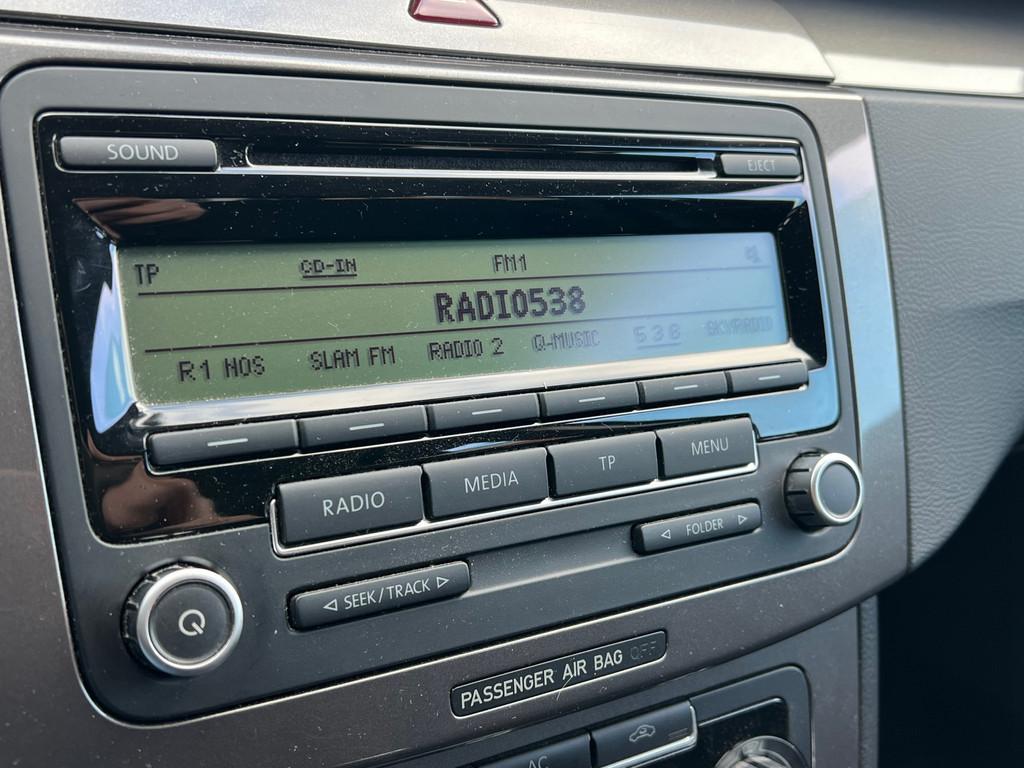 SOUND EJECT
TP CD-IN FM1
RADIO538
R1 NOS SLAM FM RADIO 2 Q-MUSIC 538 SKYRADIO
RADIO MEDIA TP MENU
SEEK/TRACK FOLDER
PASSENGER AIR BAG OFF
AC